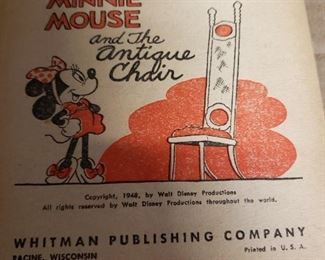 MINNIE
MOUSE
and The
Antique
Chair
Copyright, 1948, by Walt Disney Productions
All rights reserved by Walt Disney Productions throughout the world.
WHITMAN PUBLISHING COMPANY
RACINE, WISCONSIN Printed in U.S.A.